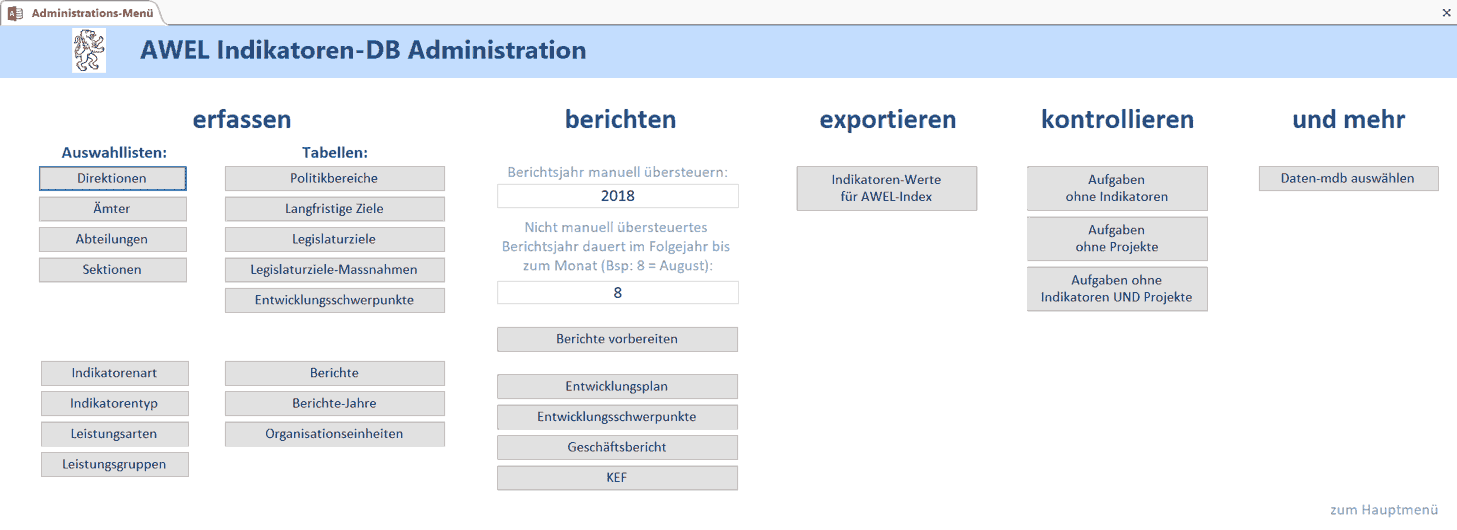 Administrations-Menü
AWEL Indikatoren-DB Administration
erfassen
Auswahllisten:
Direktionen
Ämter
Abteilungen
Sektionen
Indikatorenart
Indikatorentyp
Leistungsarten
Leistungsgruppen
Tabellen:
Politikbereiche
Langfristige Ziele
Legislaturziele
Legislaturziele-Massnahmen
Entwicklungsschwerpunkte
Berichte
Berichte-Jahre
Organisationseinheiten
berichten
Berichtsjahr manuell übersteuern:
2018
Nicht manuell übersteuertes
Berichtsjahr dauert im Folgejahr bis
zum Monat (Bsp: 8 = August):
8
Berichte vorbereiten
Entwicklungsplan
Entwicklungsschwerpunkte
Geschäftsbericht
KEF
exportieren
Indikatoren-Werte
für AWEL-Index
kontrollieren
Aufgaben
ohne Indikatoren
Aufgaben
ohne Projekte
Aufgaben ohne
Indikatoren UND Projekte
und mehr
Daten-mdb auswählen
zum Hauptmenü